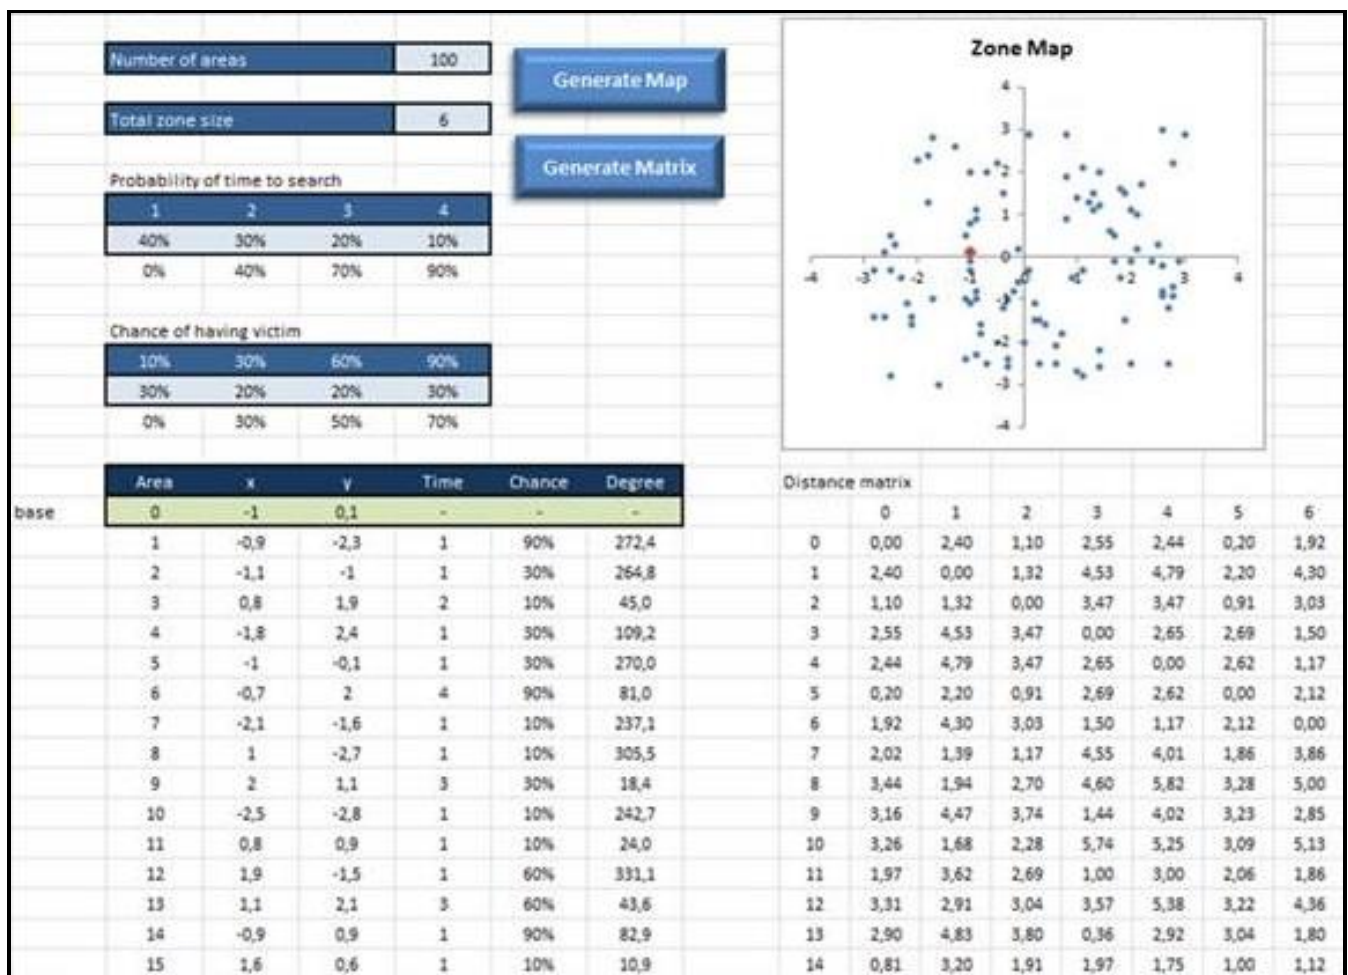 Number of areas 100
Generate Map
Total zone size 6
Generate Matrix
Probability of time to search
1 2 3 4
40% 30% 20% 10%
0% 40% 70% 90%
Chance of having victim
10% 30% 60% 90%
30% 20% 20% 30%
0% 30% 50% 70%
Zone Map
4
3
2
1
0
-4 -3 -1 0 2 3 4
-1
-2
-3
-4
Area x y Time Chance Degree
base 0 -1 0,1 - - -
1 -0,9 -2,3 1 90% 272,4
2 -1,1 -1 1 30% 264,8
3 0,8 1,9 2 10% 45,0
4 -1,8 2,4 1 30% 109,2
5 -1 -0,1 1 30% 270,0
6 -0,7 2 4 90% 81,0
7 -2,1 -1,6 1 10% 237,1
8 1 -2,7 1 10% 305,5
9 2 1,1 3 30% 18,4
10 -2,5 -2,8 1 10% 242,7
11 0,8 0,9 1 10% 24,0
12 1,9 -1,5 1 60% 331,1
13 1,1 2,1 3 60% 43,6
14 -0,9 0,9 1 90% 82,9
15 1,6 0,6 1 10% 10,9
Distance matrix
0 1 2 3 4 5 6
0 0,00 2,40 1,10 2,55 2,44 0,20 1,92
1 2,40 0,00 1,32 4,53 4,79 2,20 4,30
2 1,10 1,32 0,00 3,47 3,47 0,91 3,03
3 2,55 4,53 3,47 0,00 2,65 2,69 1,50
4 2,44 4,79 3,47 2,65 0,00 2,62 1,17
5 0,20 2,20 0,91 2,69 2,62 0,00 2,12
6 1,92 4,30 3,03 1,50 1,17 2,12 0,00
7 2,02 1,39 1,17 4,55 4,01 1,86 3,86
8 3,44 1,94 2,70 4,60 5,82 3,28 5,00
9 3,16 4,47 3,74 1,44 4,02 3,23 2,85
10 3,26 1,68 2,28 5,74 5,25 3,09 5,13
11 1,97 3,62 2,69 1,00 3,00 2,06 1,86
12 3,31 2,91 3,04 3,57 5,38 3,22 4,36
13 2,90 4,83 3,80 0,36 2,92 3,04 1,80
14 0,81 3,20 1,91 1,97 1,75 1,00 1,12